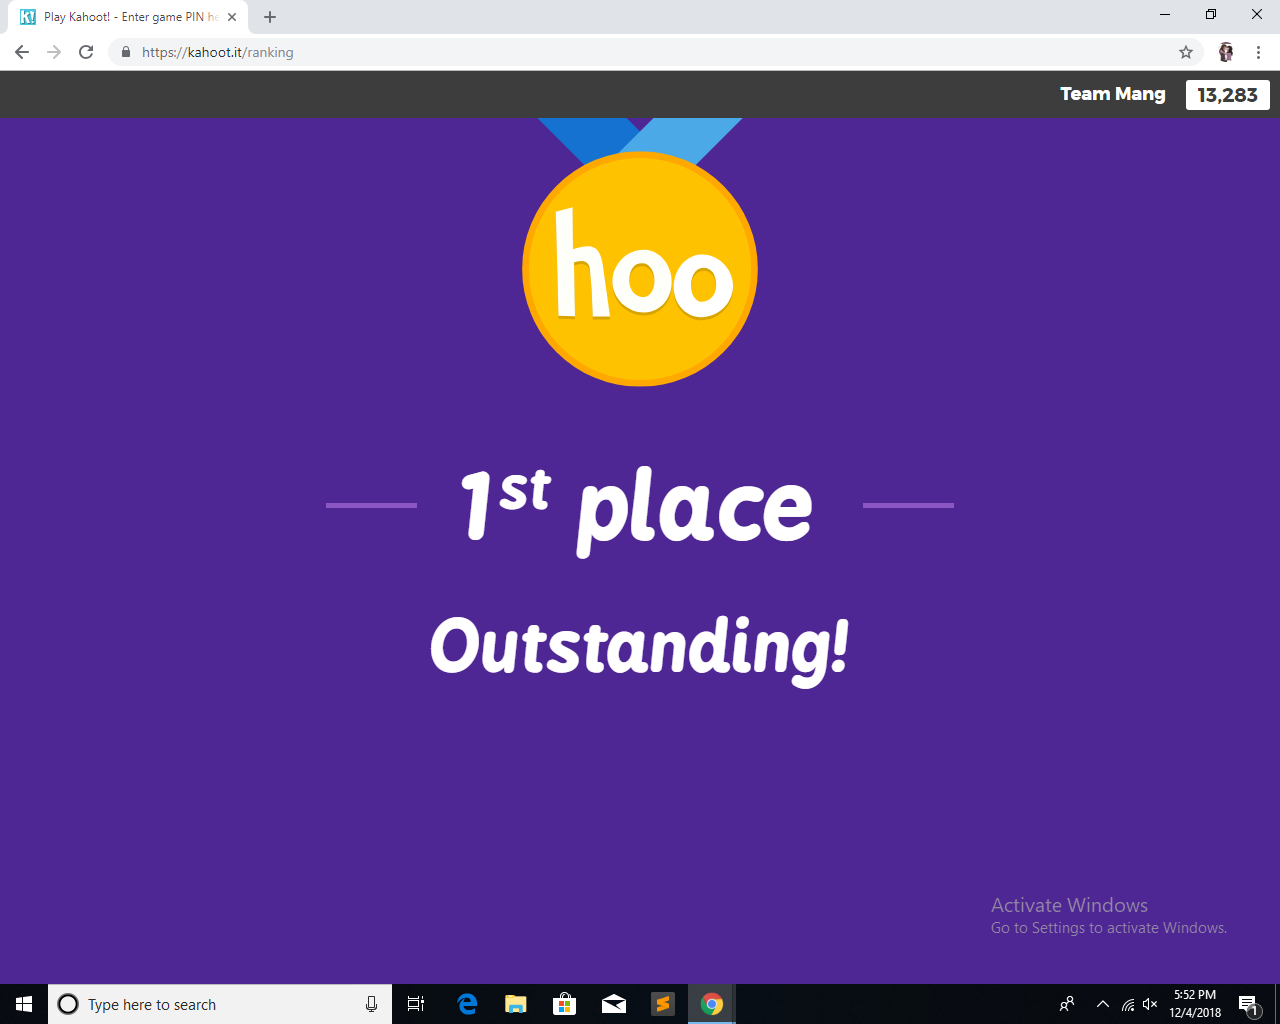 Play Kahoot! - Enter game PIN he
https://kahoot.it/ranking
Team Mang 13,283
hoo
1st place
Outstanding!
Activate Windows
Go to Settings to activate Windows.
Type here to search
5:52 PM
12/4/2018
1